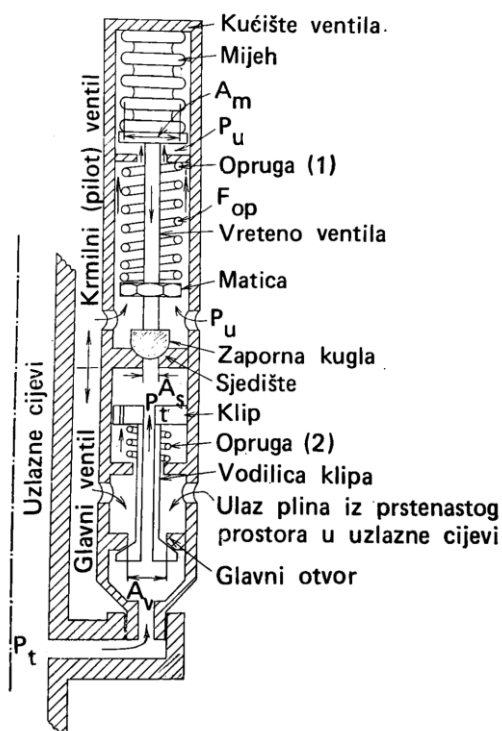 Kućište ventila
Mijeh
Am
Pu
Opruga (1)
Fop
Vreteno ventila
Matica
Pu
Zaporna kugla
Sjedište
As
Pt
Klip
Opruga (2)
Vodilica klipa
Ulaz plina iz prstenastog
prostora u uzlazne cijevi
Glavni otvor
Av
Pt
Krmilni (pilot) ventil
Glavni ventil
Uzlazne cijevi